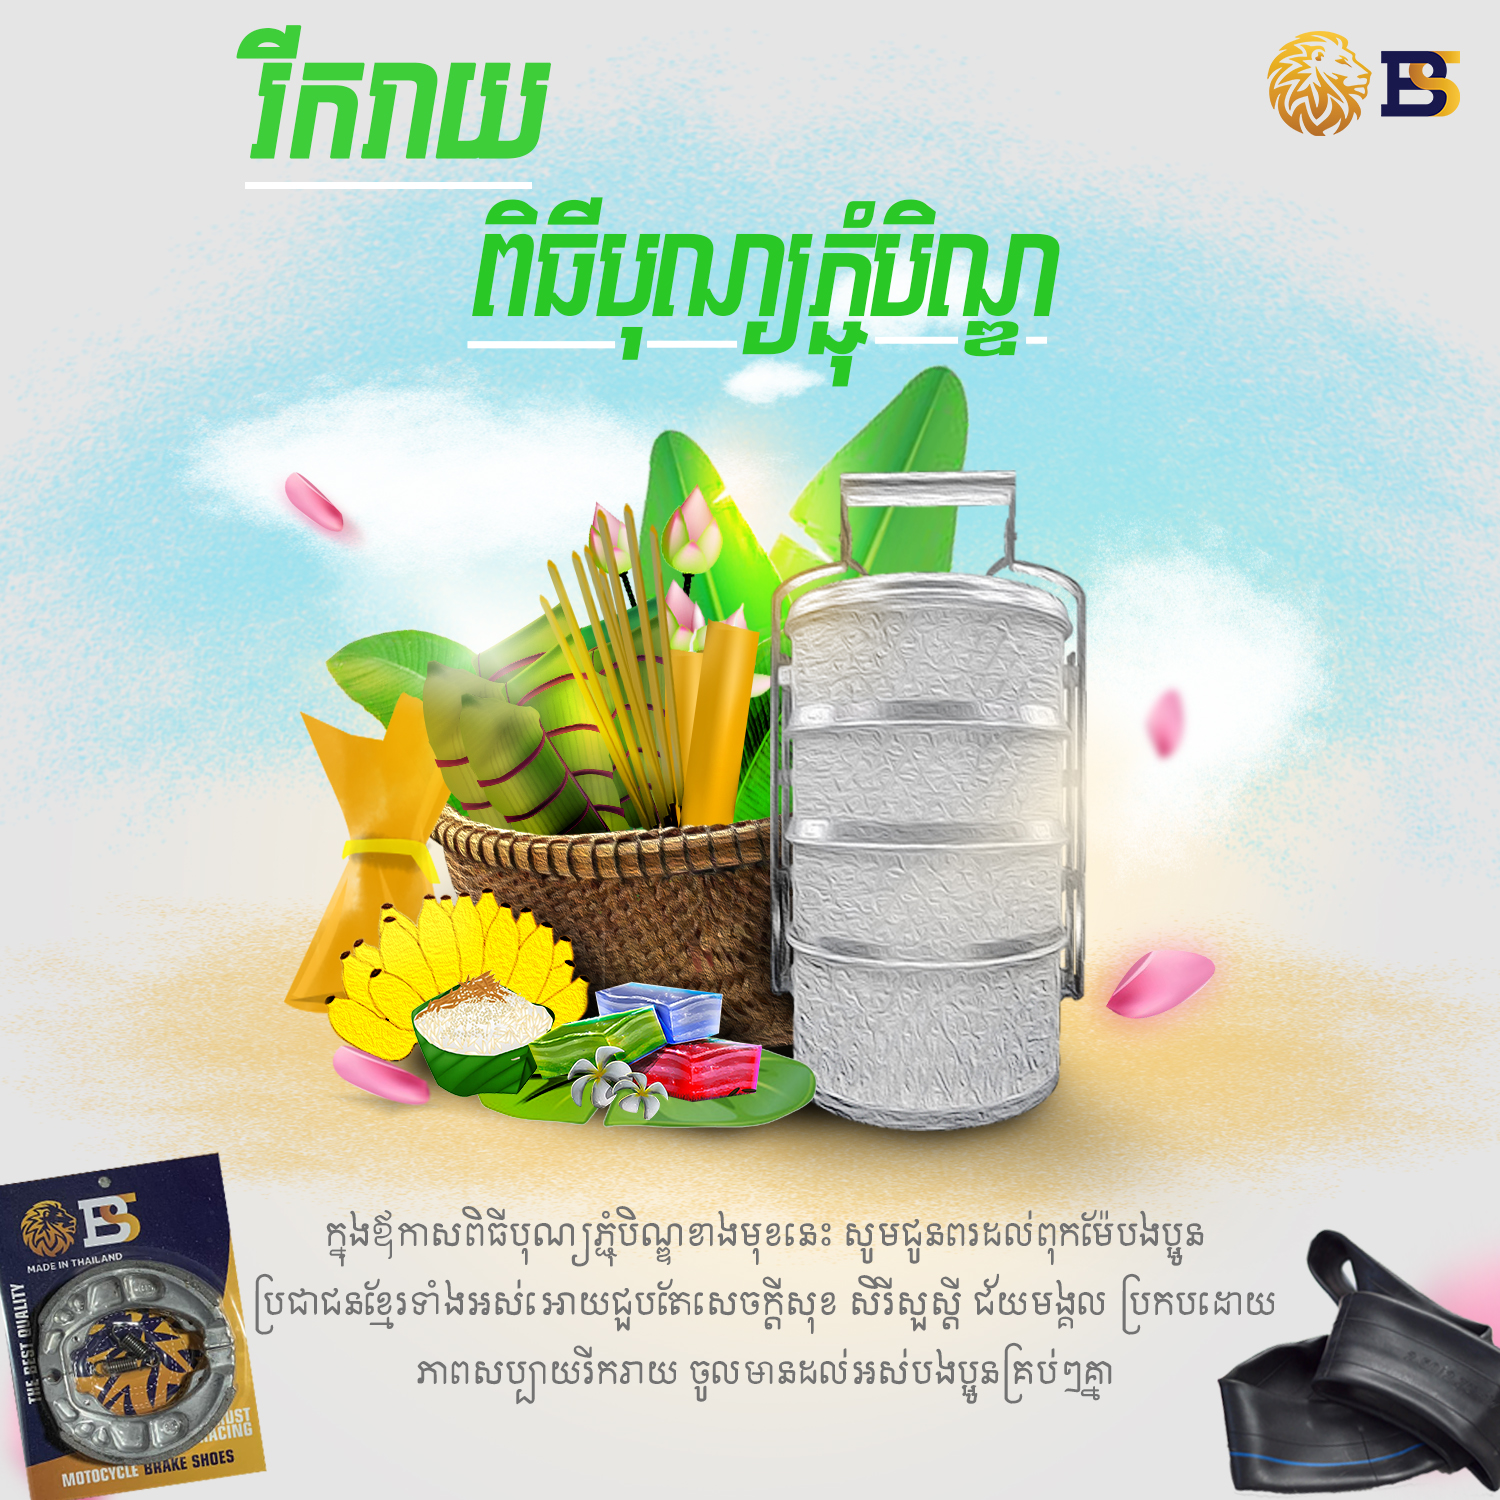 រីករាយ
BS
ពិធីបុណ្យភ្ជុំបិណ្ឌ
ក្នុងឱកាសពិធីបុណ្យភ្ជុំបិណ្ឌខាងមុខនេះ សូមជូនពរដល់ពុកម៉ែបងប្អូន
ប្រជាជនខ្មែរទាំងអស់អោយជួបតែសេចក្តីសុខ សិរីសួស្តី ជ័យមង្គល ប្រកបដោយ
ភាពសប្បាយរីករាយ ចូលមានដល់អស់បងប្អូនគ្រប់ៗគ្នា
BS
MADE IN THAILAND
THE BEST QUALITY
RACING
MOTOCYCLE BRAKE SHOES